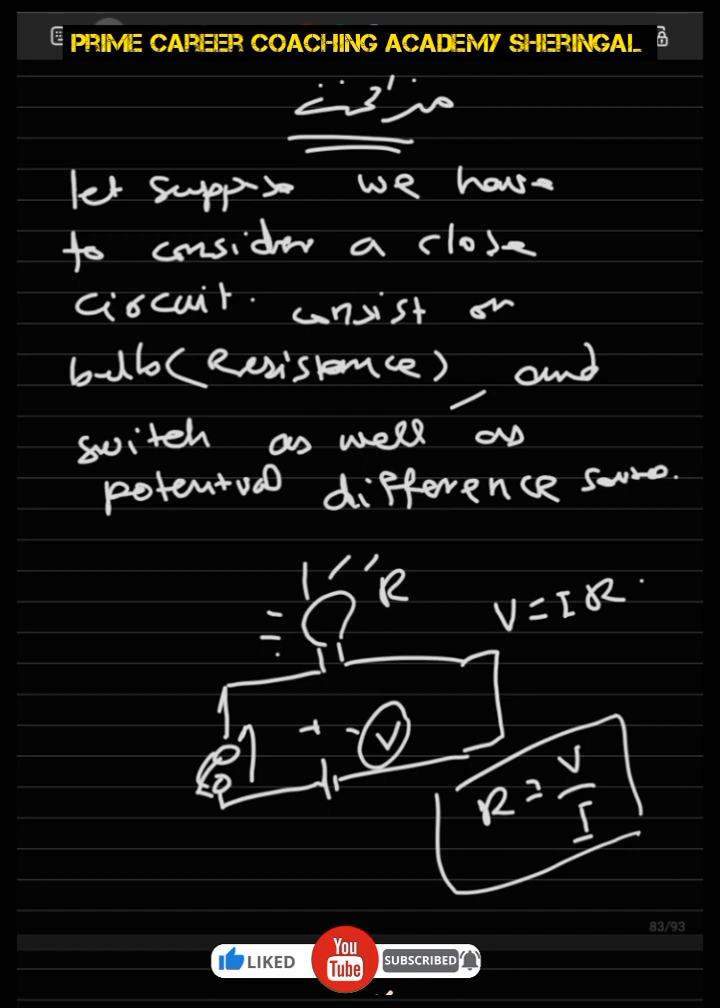 PRIME CAREER COACHING ACADEMY SHERINGAL
مزاحمت
let suppose we have
to consider a close
circuit. consist on
bulb (Resistance) and
switch as well as
potential difference source.
R
V = IR.
+ - V
R = V/I
83/93
LIKED
You
Tube
SUBSCRIBED